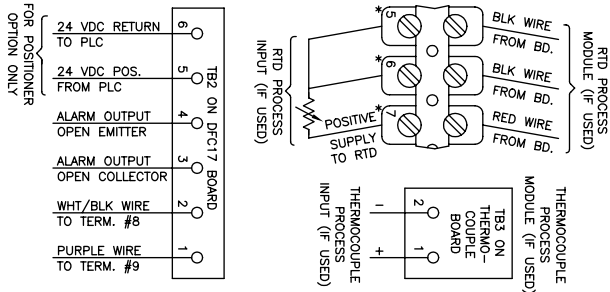 FOR POSITIONER
OPTION ONLY
24 VDC RETURN
TO PLC
24 VDC POS.
FROM PLC
ALARM OUTPUT
OPEN EMITTER
ALARM OUTPUT
OPEN COLLECTOR
WHT/BLK WIRE
TO TERM. #8
PURPLE WIRE
TO TERM. #9
6
5
4
3
2
1
TB2 ON DFC17 BOARD
RTD PROCESS
INPUT (IF USED)
*5
*6
*7
POSITIVE
SUPPLY
TO RTD
BLK WIRE
FROM BD.
BLK WIRE
FROM BD.
RED WIRE
FROM BD.
RTD PROCESS
MODULE (IF USED)
THERMOCOUPLE
PROCESS
INPUT (IF USED)
-
+
2
1
TB3 ON
THERMO-
COUPLE
BOARD
THERMOCOUPLE
PROCESS
MODULE (IF USED)